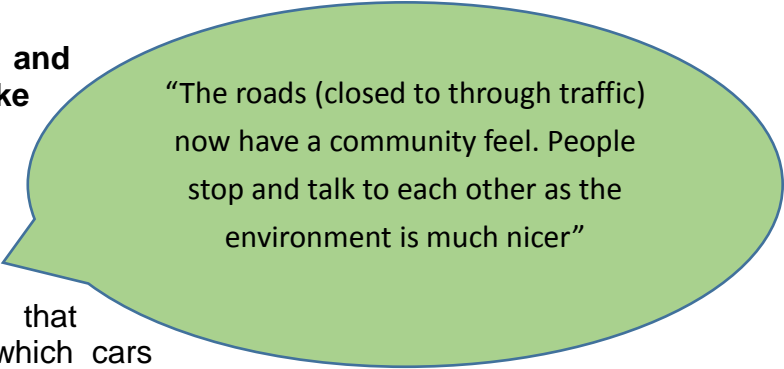 and
ke
“The roads (closed to through traffic)
now have a community feel. People
stop and talk to each other as the
environment is much nicer”
that
which cars